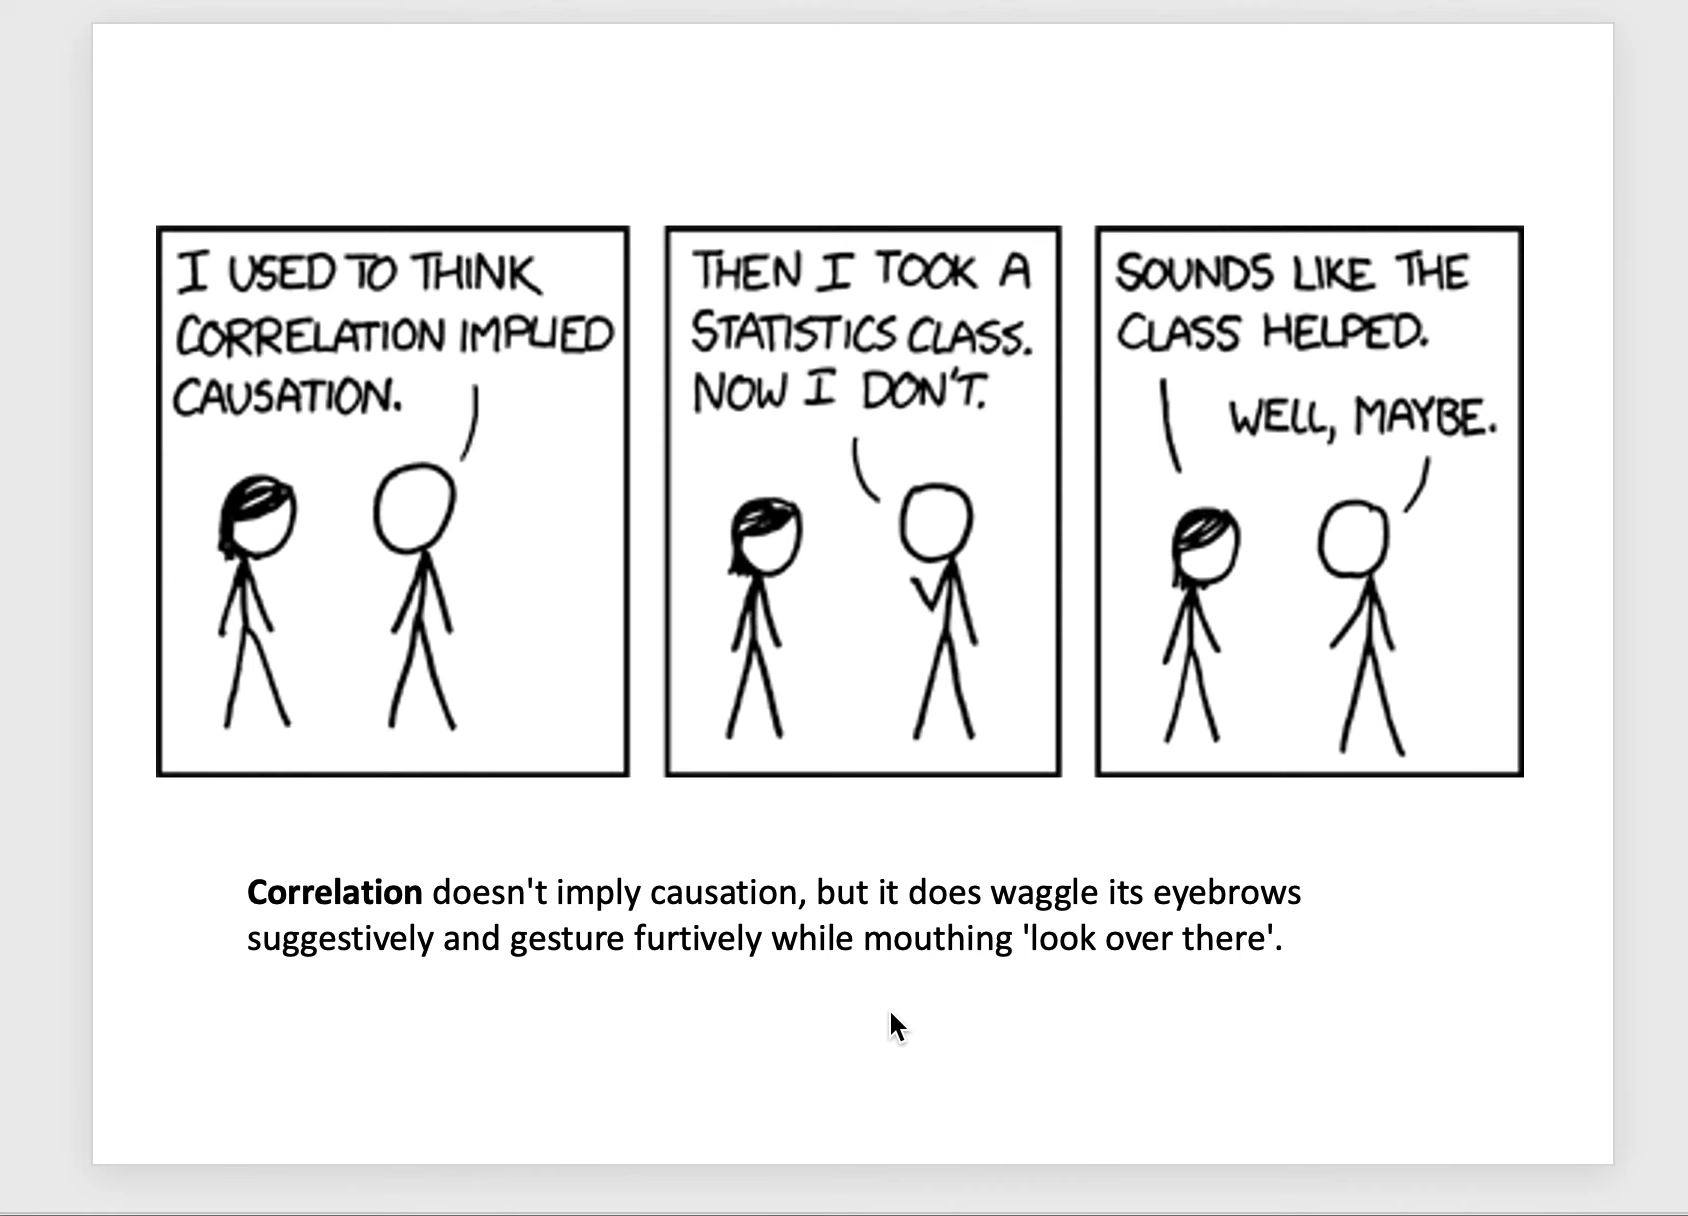 I USED TO THINK
CORRELATION IMPLIED
CAUSATION.
THEN I TOOK A
STATISTICS CLASS.
NOW I DON'T.
SOUNDS LIKE THE
CLASS HELPED.
WELL, MAYBE.
Correlation doesn't imply causation, but it does waggle its eyebrows
suggestively and gesture furtively while mouthing 'look over there'.